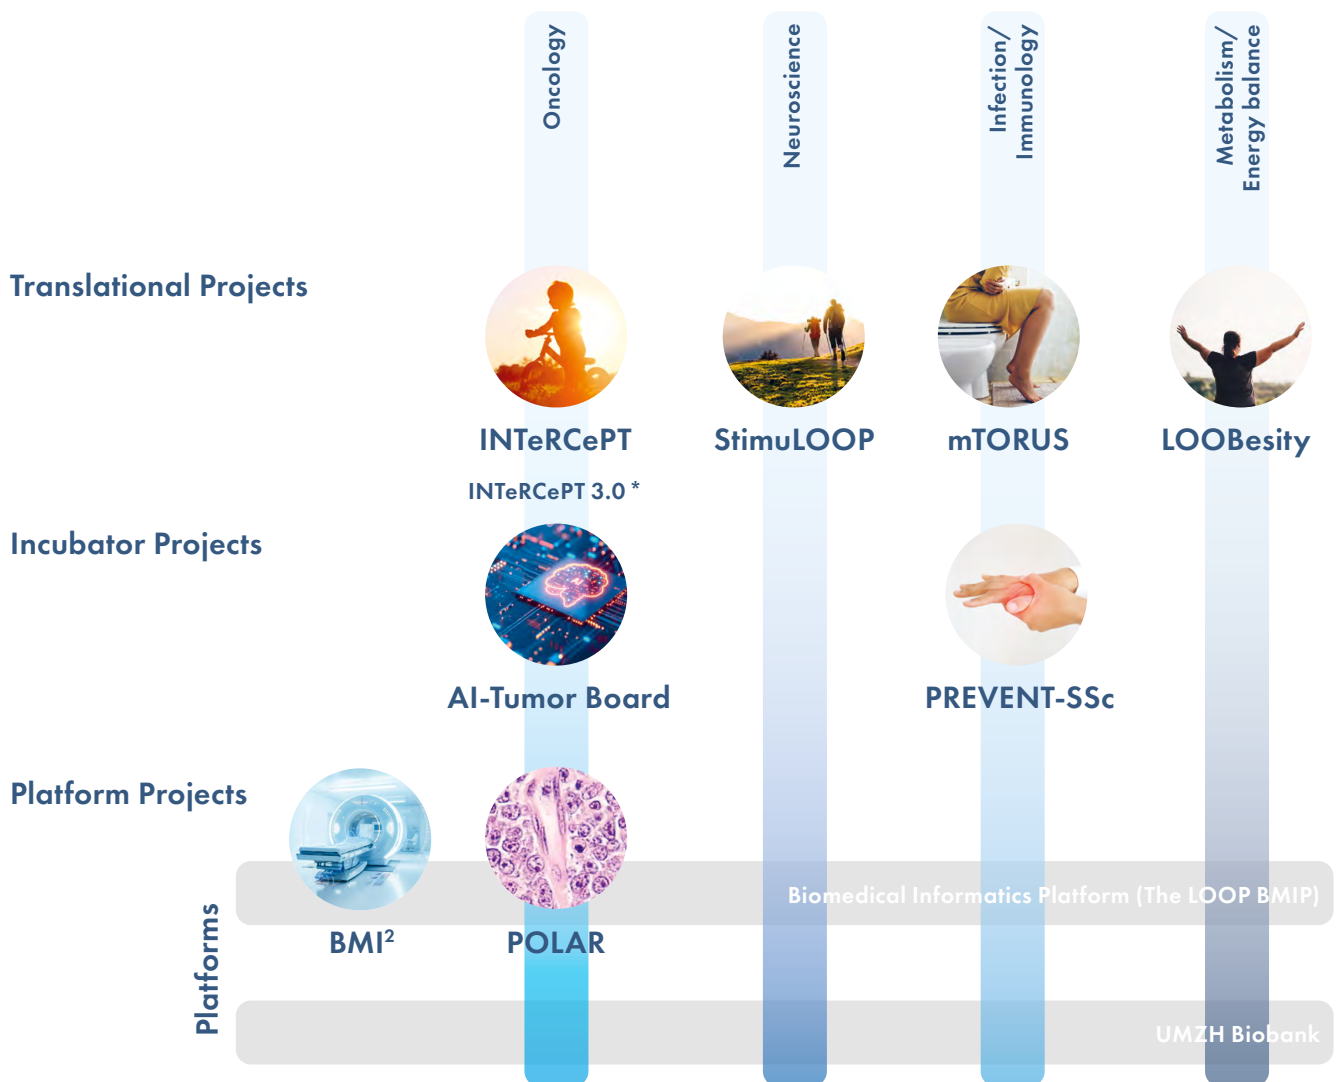 Oncology
Neuroscience
Infection/
Immunology
Metabolism/
Energy balance
Translational Projects
INTeRCePT
StimuLOOP
mTORUS
LOOBesity
INTeRCePT 3.0 *
Incubator Projects
AI-Tumor Board
PREVENT-SSc
Platform Projects
Biomedical Informatics Platform (The LOOP BMIP)
BMI²
POLAR
Platforms
UMZH Biobank